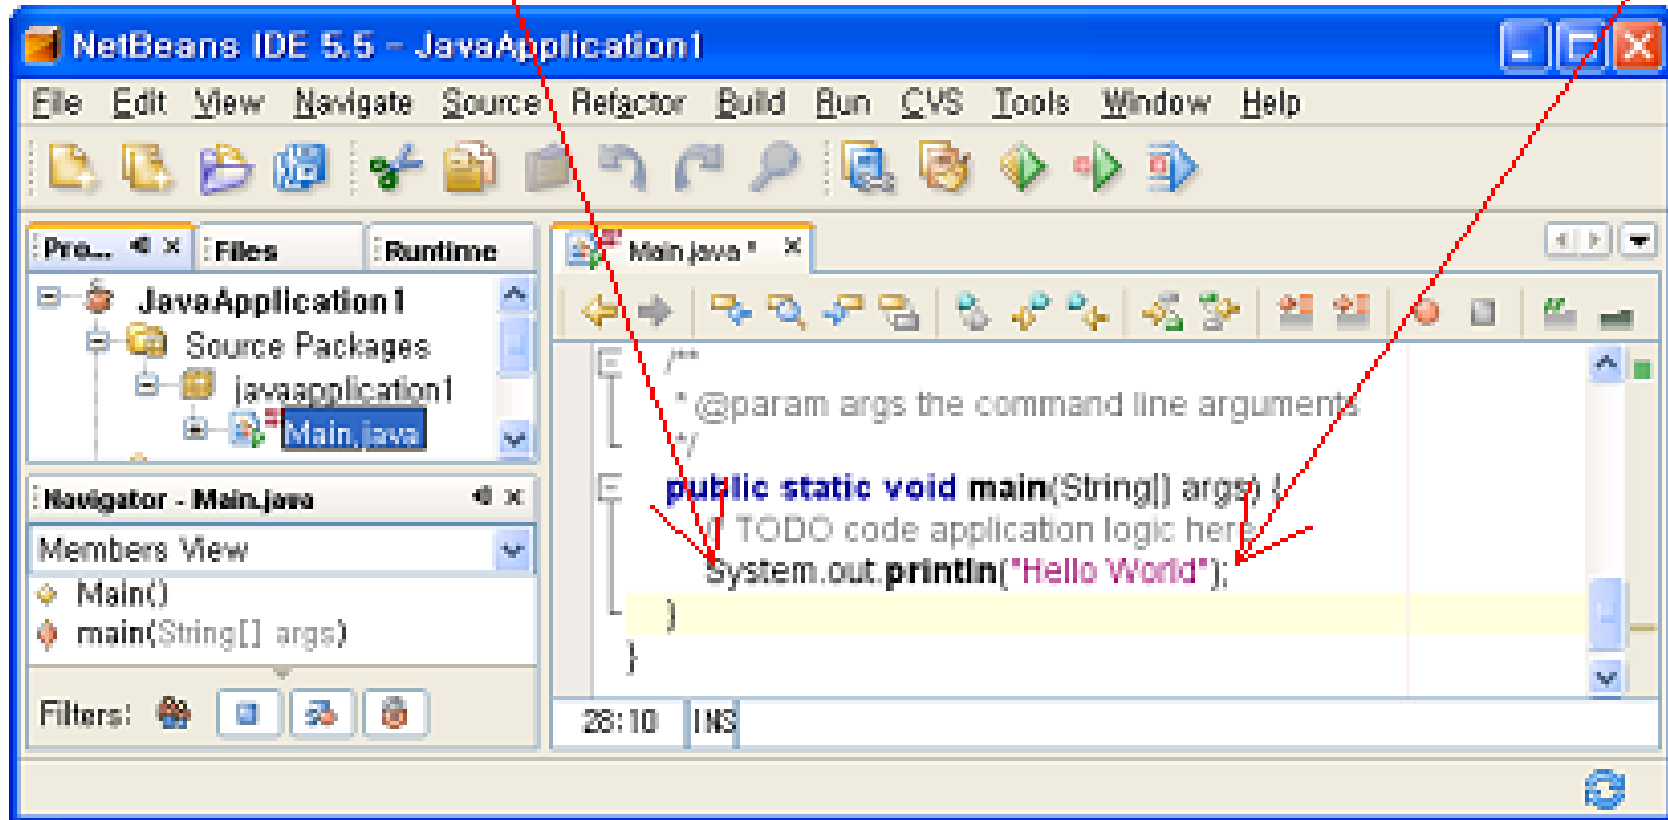 NetBeans IDE 5.5 - JavaApplication1
File Edit View Navigate Source Refactor Build Run CVS Tools Window Help
Pro... Files Runtime
Main.java *
JavaApplication1
Source Packages
javaapplication1
Main.java
Navigator - Main.java
Members View
Main()
main(String[] args)
Filters:
/**
* @param args the command line arguments
*/
public static void main(String[] args) {
// TODO code application logic here
System.out.println("Hello World");
}
}
28:10 INS